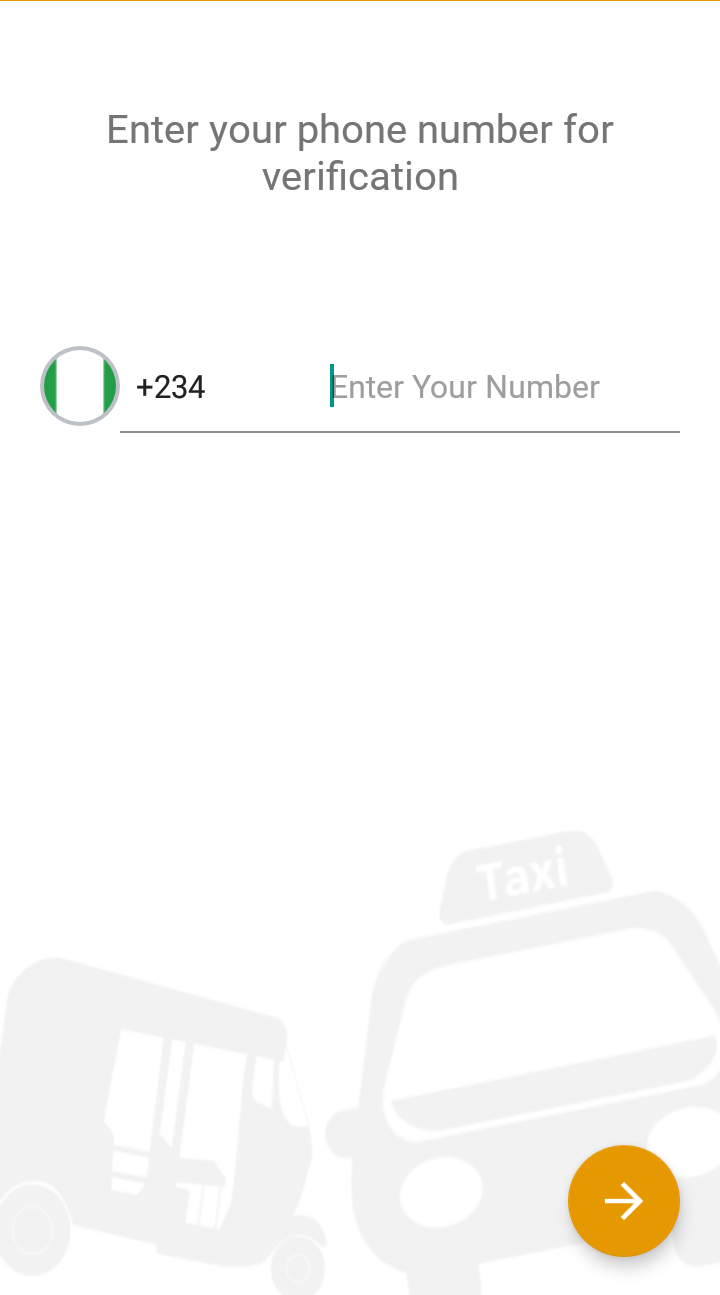 Enter your phone number for
verification
+234 Enter Your Number
Taxi